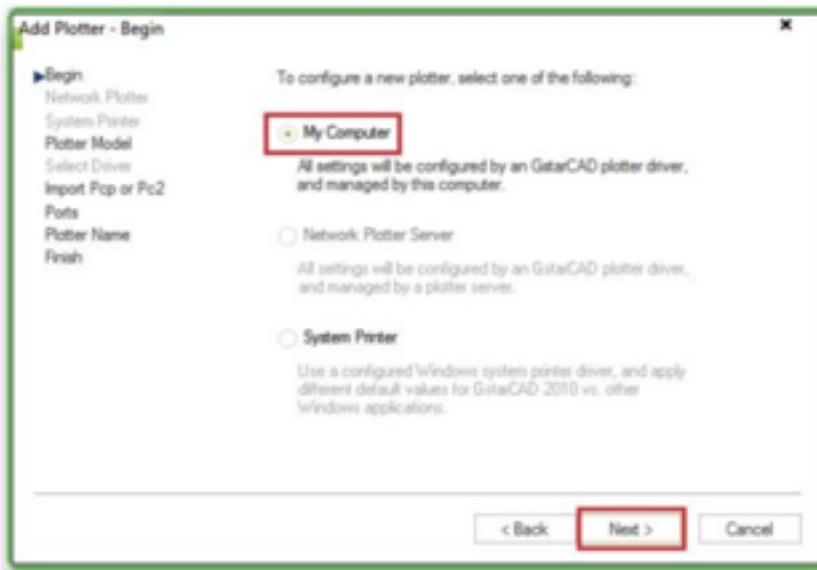 Add Plotter - Begin
Begin
Network Plotter
System Printer
Plotter Model
Select Driver
Import Pcp or Pc2
Ports
Plotter Name
Finish
To configure a new plotter, select one of the following:
My Computer
All settings will be configured by an GstarCAD plotter driver,
and managed by this computer.
Network Plotter Server
All settings will be configured by an GstarCAD plotter driver,
and managed by a plotter server.
System Printer
Use a configured Windows system printer driver, and apply
different default values for GstarCAD 2010 vs. other
Windows applications.
< Back
Next >
Cancel